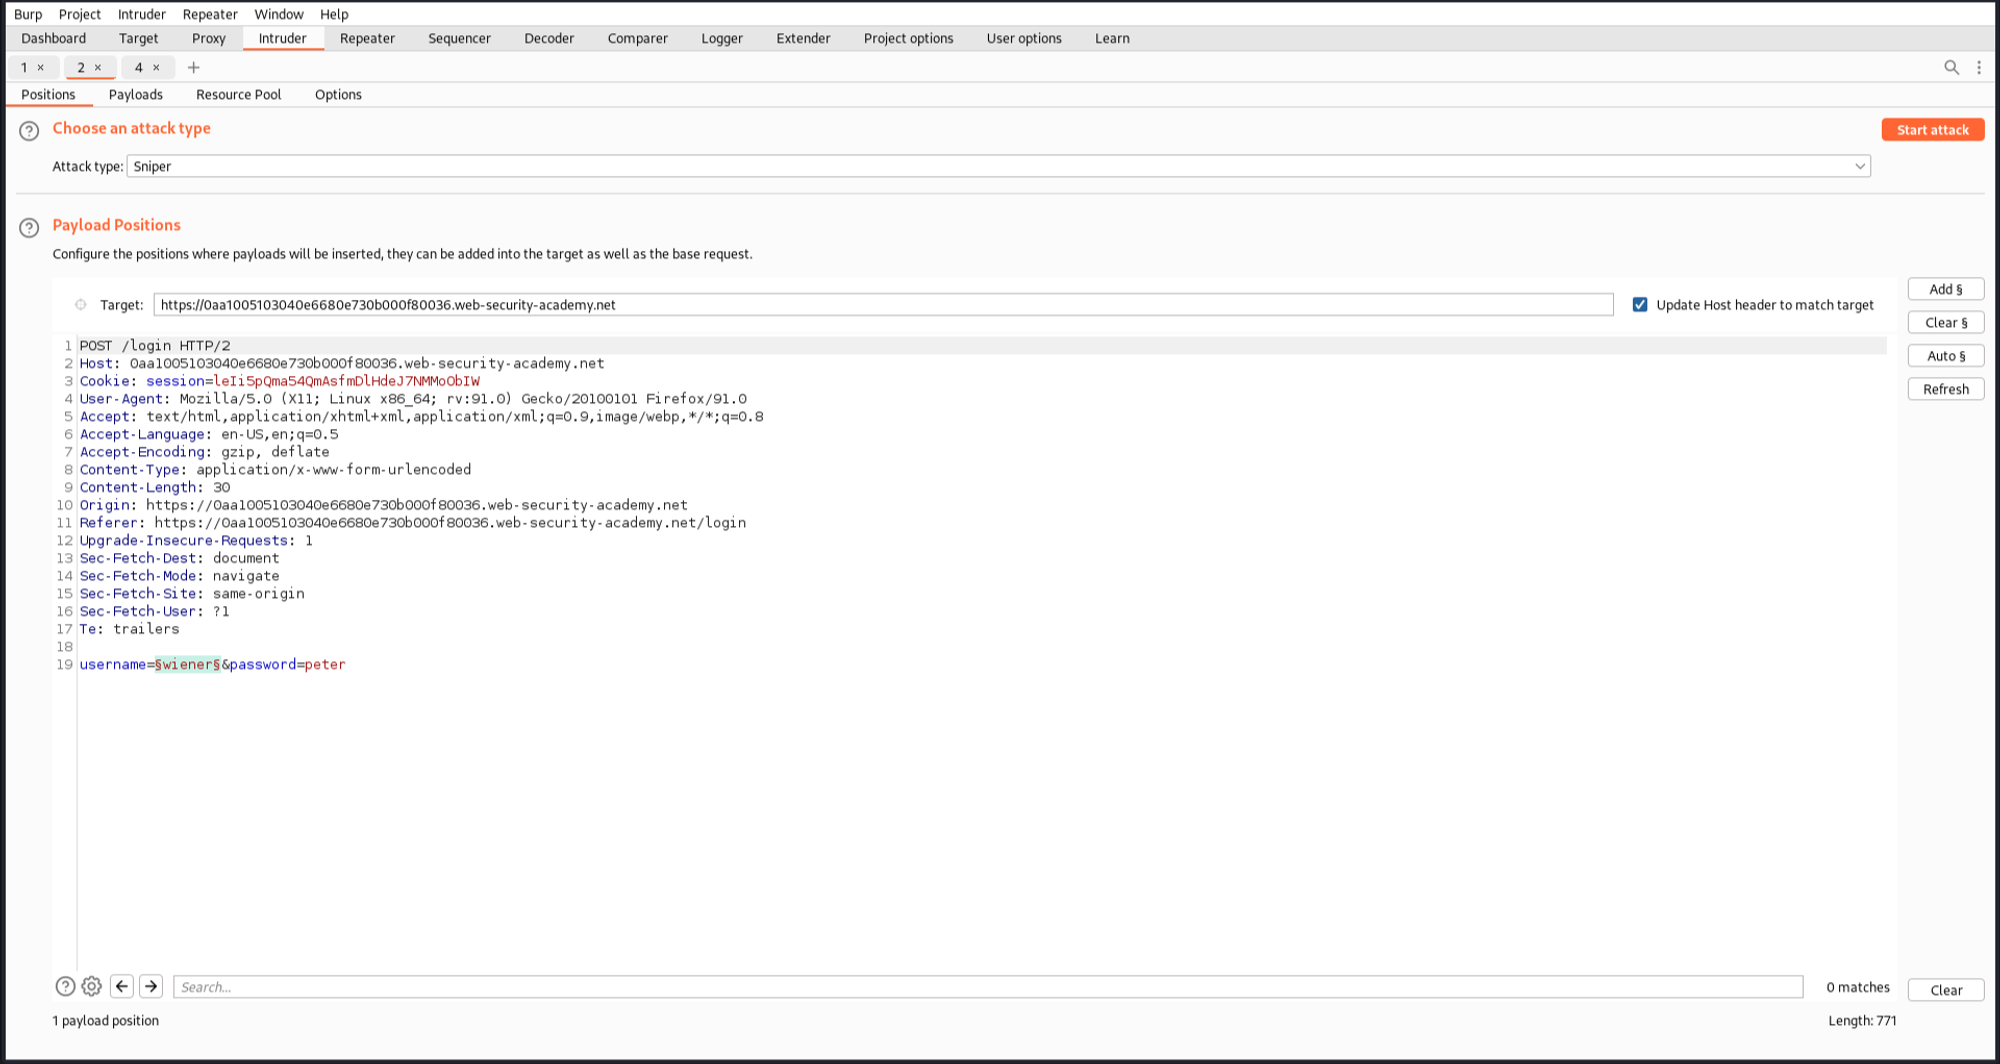 Burp Project Intruder Repeater Window Help
Dashboard Target Proxy Intruder Repeater Sequencer Decoder Comparer Logger Extender Project options User options Learn
1 × 2 × 4 × +
Positions Payloads Resource Pool Options
? Choose an attack type
Start attack
Attack type: Sniper
? Payload Positions
Configure the positions where payloads will be inserted, they can be added into the target as well as the base request.
Target: https://0aa1005103040e6680e730b000f80036.web-security-academy.net
Update Host header to match target
Add §
Clear §
Auto §
Refresh
1 POST /login HTTP/2
2 Host: 0aa1005103040e6680e730b000f80036.web-security-academy.net
3 Cookie: session=leIi5pQma54QmAsfmDlHdeJ7NMMoObIW
4 User-Agent: Mozilla/5.0 (X11; Linux x86_64; rv:91.0) Gecko/20100101 Firefox/91.0
5 Accept: text/html,application/xhtml+xml,application/xml;q=0.9,image/webp,*/*;q=0.8
6 Accept-Language: en-US,en;q=0.5
7 Accept-Encoding: gzip, deflate
8 Content-Type: application/x-www-form-urlencoded
9 Content-Length: 30
10 Origin: https://0aa1005103040e6680e730b000f80036.web-security-academy.net
11 Referer: https://0aa1005103040e6680e730b000f80036.web-security-academy.net/login
12 Upgrade-Insecure-Requests: 1
13 Sec-Fetch-Dest: document
14 Sec-Fetch-Mode: navigate
15 Sec-Fetch-Site: same-origin
16 Sec-Fetch-User: ?1
17 Te: trailers
18
19 username=§wiener§&password=peter
? Search... 0 matches Clear
1 payload position
Length: 771